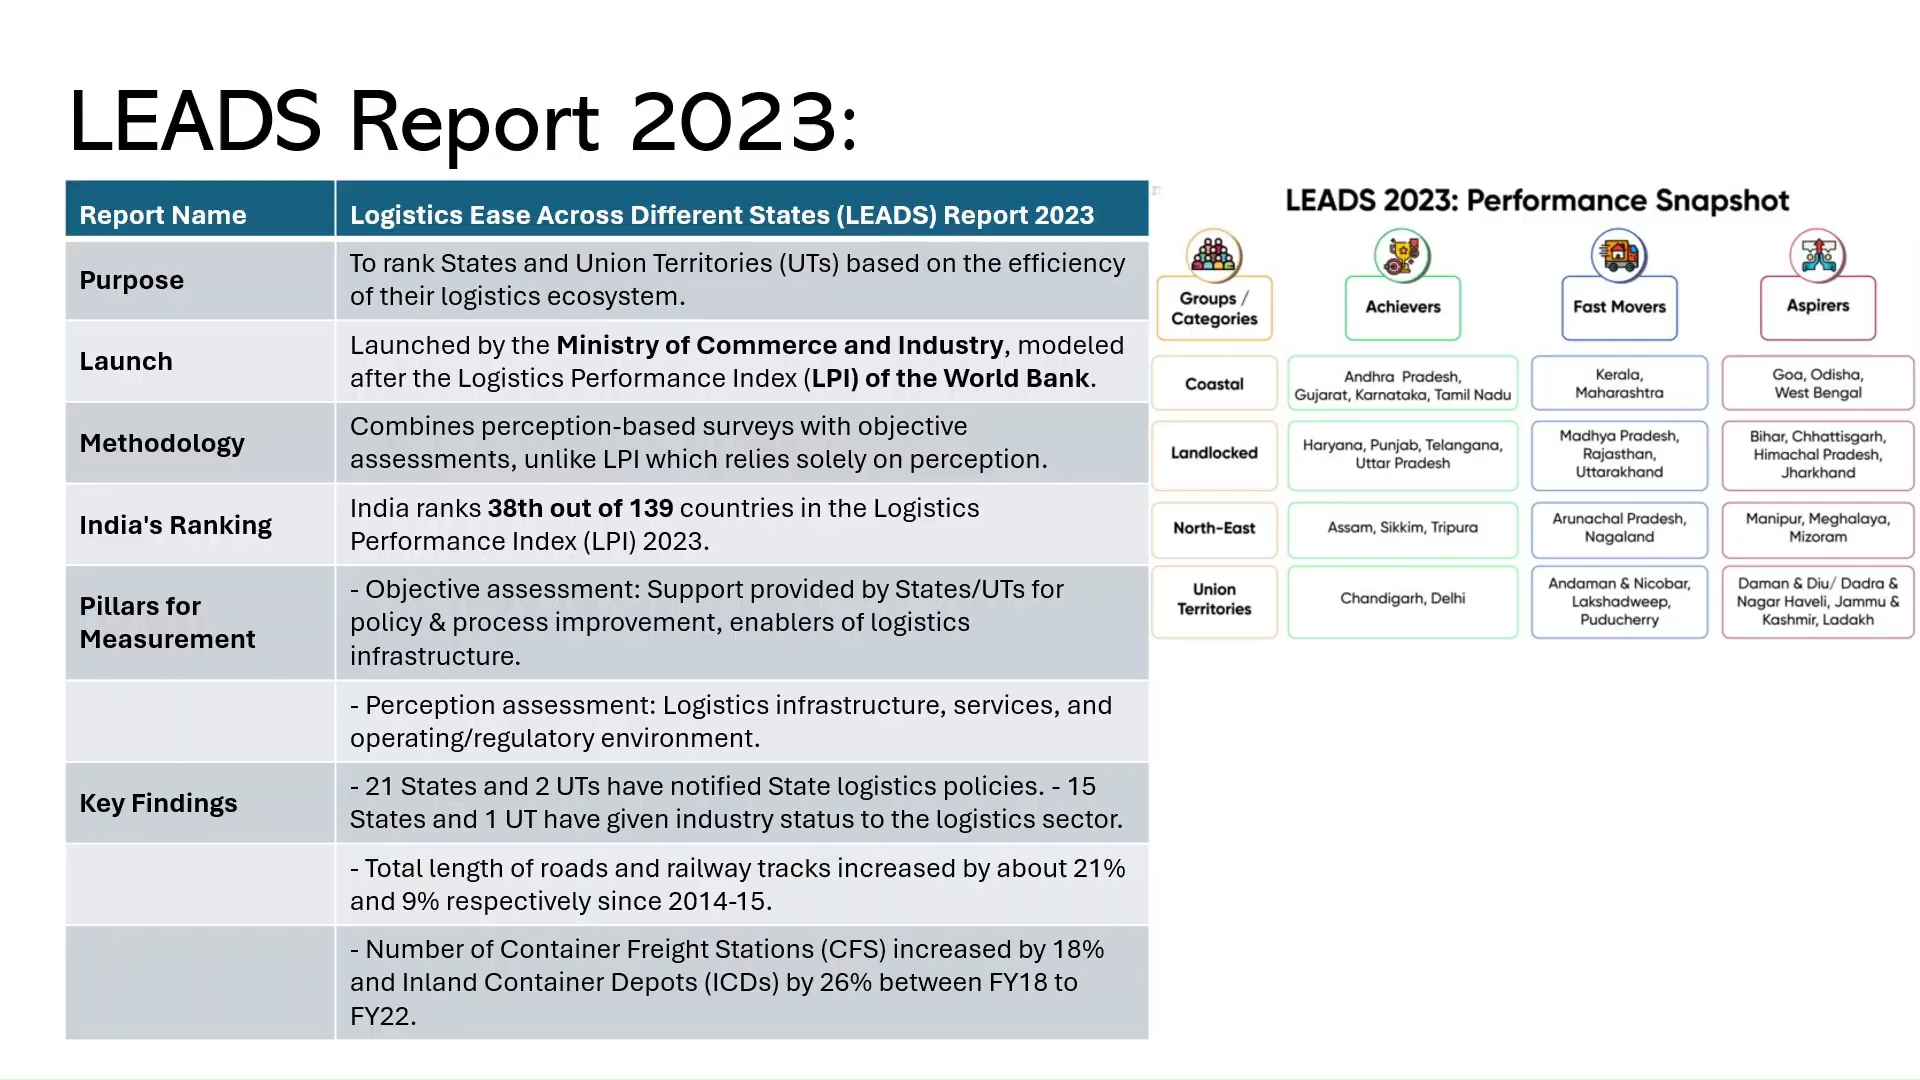 LEADS Report 2023:
Report Name
Logistics Ease Across Different States (LEADS) Report 2023
Purpose
To rank States and Union Territories (UTs) based on the efficiency
of their logistics ecosystem.
Launch
Launched by the Ministry of Commerce and Industry, modeled
after the Logistics Performance Index (LPI) of the World Bank.
Methodology
Combines perception-based surveys with objective
assessments, unlike LPI which relies solely on perception.
India's Ranking
India ranks 38th out of 139 countries in the Logistics
Performance Index (LPI) 2023.
Pillars for
Measurement
- Objective assessment: Support provided by States/UTs for
policy & process improvement, enablers of logistics
infrastructure.
- Perception assessment: Logistics infrastructure, services, and
operating/regulatory environment.
Key Findings
- 21 States and 2 UTs have notified State logistics policies. - 15
States and 1 UT have given industry status to the logistics sector.
- Total length of roads and railway tracks increased by about 21%
and 9% respectively since 2014-15.
- Number of Container Freight Stations (CFS) increased by 18%
and Inland Container Depots (ICDs) by 26% between FY18 to
FY22.
LEADS 2023: Performance Snapshot
Groups /
Categories
Achievers
Fast Movers
Aspirers
Coastal
Andhra Pradesh,
Gujarat, Karnataka, Tamil Nadu
Kerala,
Maharashtra
Goa, Odisha,
West Bengal
Landlocked
Haryana, Punjab, Telangana,
Uttar Pradesh
Madhya Pradesh,
Rajasthan,
Uttarakhand
Bihar, Chhattisgarh,
Himachal Pradesh,
Jharkhand
North-East
Assam, Sikkim, Tripura
Arunachal Pradesh,
Nagaland
Manipur, Meghalaya,
Mizoram
Union
Territories
Chandigarh, Delhi
Andaman & Nicobar,
Lakshadweep,
Puducherry
Daman & Diu/ Dadra &
Nagar Haveli, Jammu &
Kashmir, Ladakh